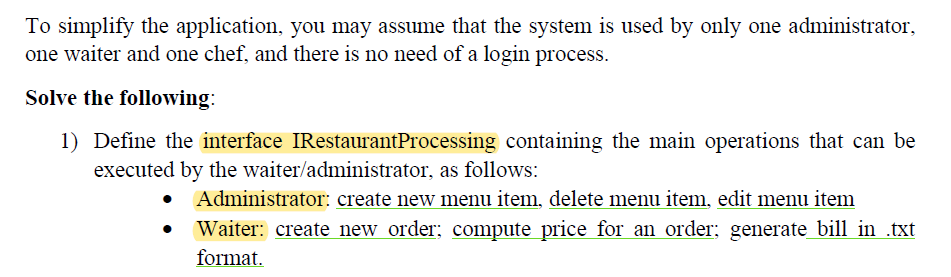 To simplify the application, you may assume that the system is used by only one administrator,
one waiter and one chef, and there is no need of a login process.
Solve the following:
1) Define the interface IRestaurantProcessing containing the main operations that can be
executed by the waiter/administrator, as follows:
• Administrator: create new menu item, delete menu item, edit menu item
• Waiter: create new order; compute price for an order; generate bill in .txt
format.